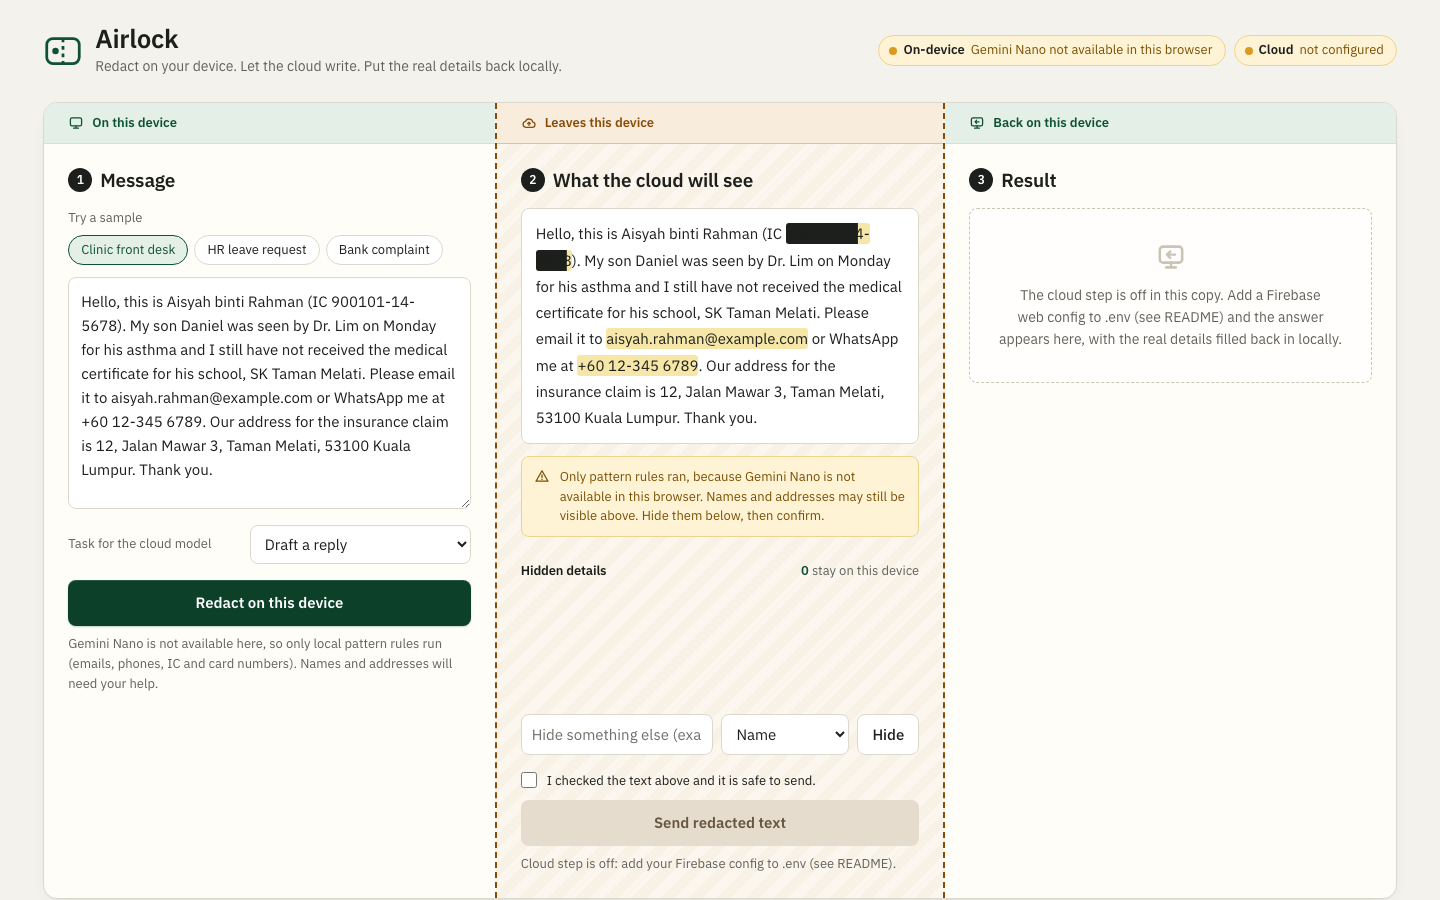 Airlock
Redact on your device. Let the cloud write. Put the real details back locally.
On-device Gemini Nano not available in this browser
Cloud not configured
On this device
1 Message
Try a sample
Clinic front desk
HR leave request
Bank complaint
Hello, this is Aisyah binti Rahman (IC 900101-14-
5678). My son Daniel was seen by Dr. Lim on Monday
for his asthma and I still have not received the medical
certificate for his school, SK Taman Melati. Please email
it to aisyah.rahman@example.com or WhatsApp me at
+60 12-345 6789. Our address for the insurance claim
is 12, Jalan Mawar 3, Taman Melati, 53100 Kuala
Lumpur. Thank you.
Task for the cloud model
Draft a reply
Redact on this device
Gemini Nano is not available here, so only local pattern rules run
(emails, phones, IC and card numbers). Names and addresses will
need your help.
Leaves this device
2 What the cloud will see
Hello, this is Aisyah binti Rahman (IC 4-
). My son Daniel was seen by Dr. Lim on Monday
for his asthma and I still have not received the medical
certificate for his school, SK Taman Melati. Please
email it to aisyah.rahman@example.com or WhatsApp
me at +60 12-345 6789. Our address for the
insurance claim is 12, Jalan Mawar 3, Taman Melati,
53100 Kuala Lumpur. Thank you.
Only pattern rules ran, because Gemini Nano is not
available in this browser. Names and addresses may still be
visible above. Hide them below, then confirm.
Hidden details
0 stay on this device
Hide something else (exa
Name
Hide
I checked the text above and it is safe to send.
Send redacted text
Cloud step is off: add your Firebase config to .env (see README).
Back on this device
3 Result
The cloud step is off in this copy. Add a Firebase
web config to .env (see README) and the answer
appears here, with the real details filled back in locally.